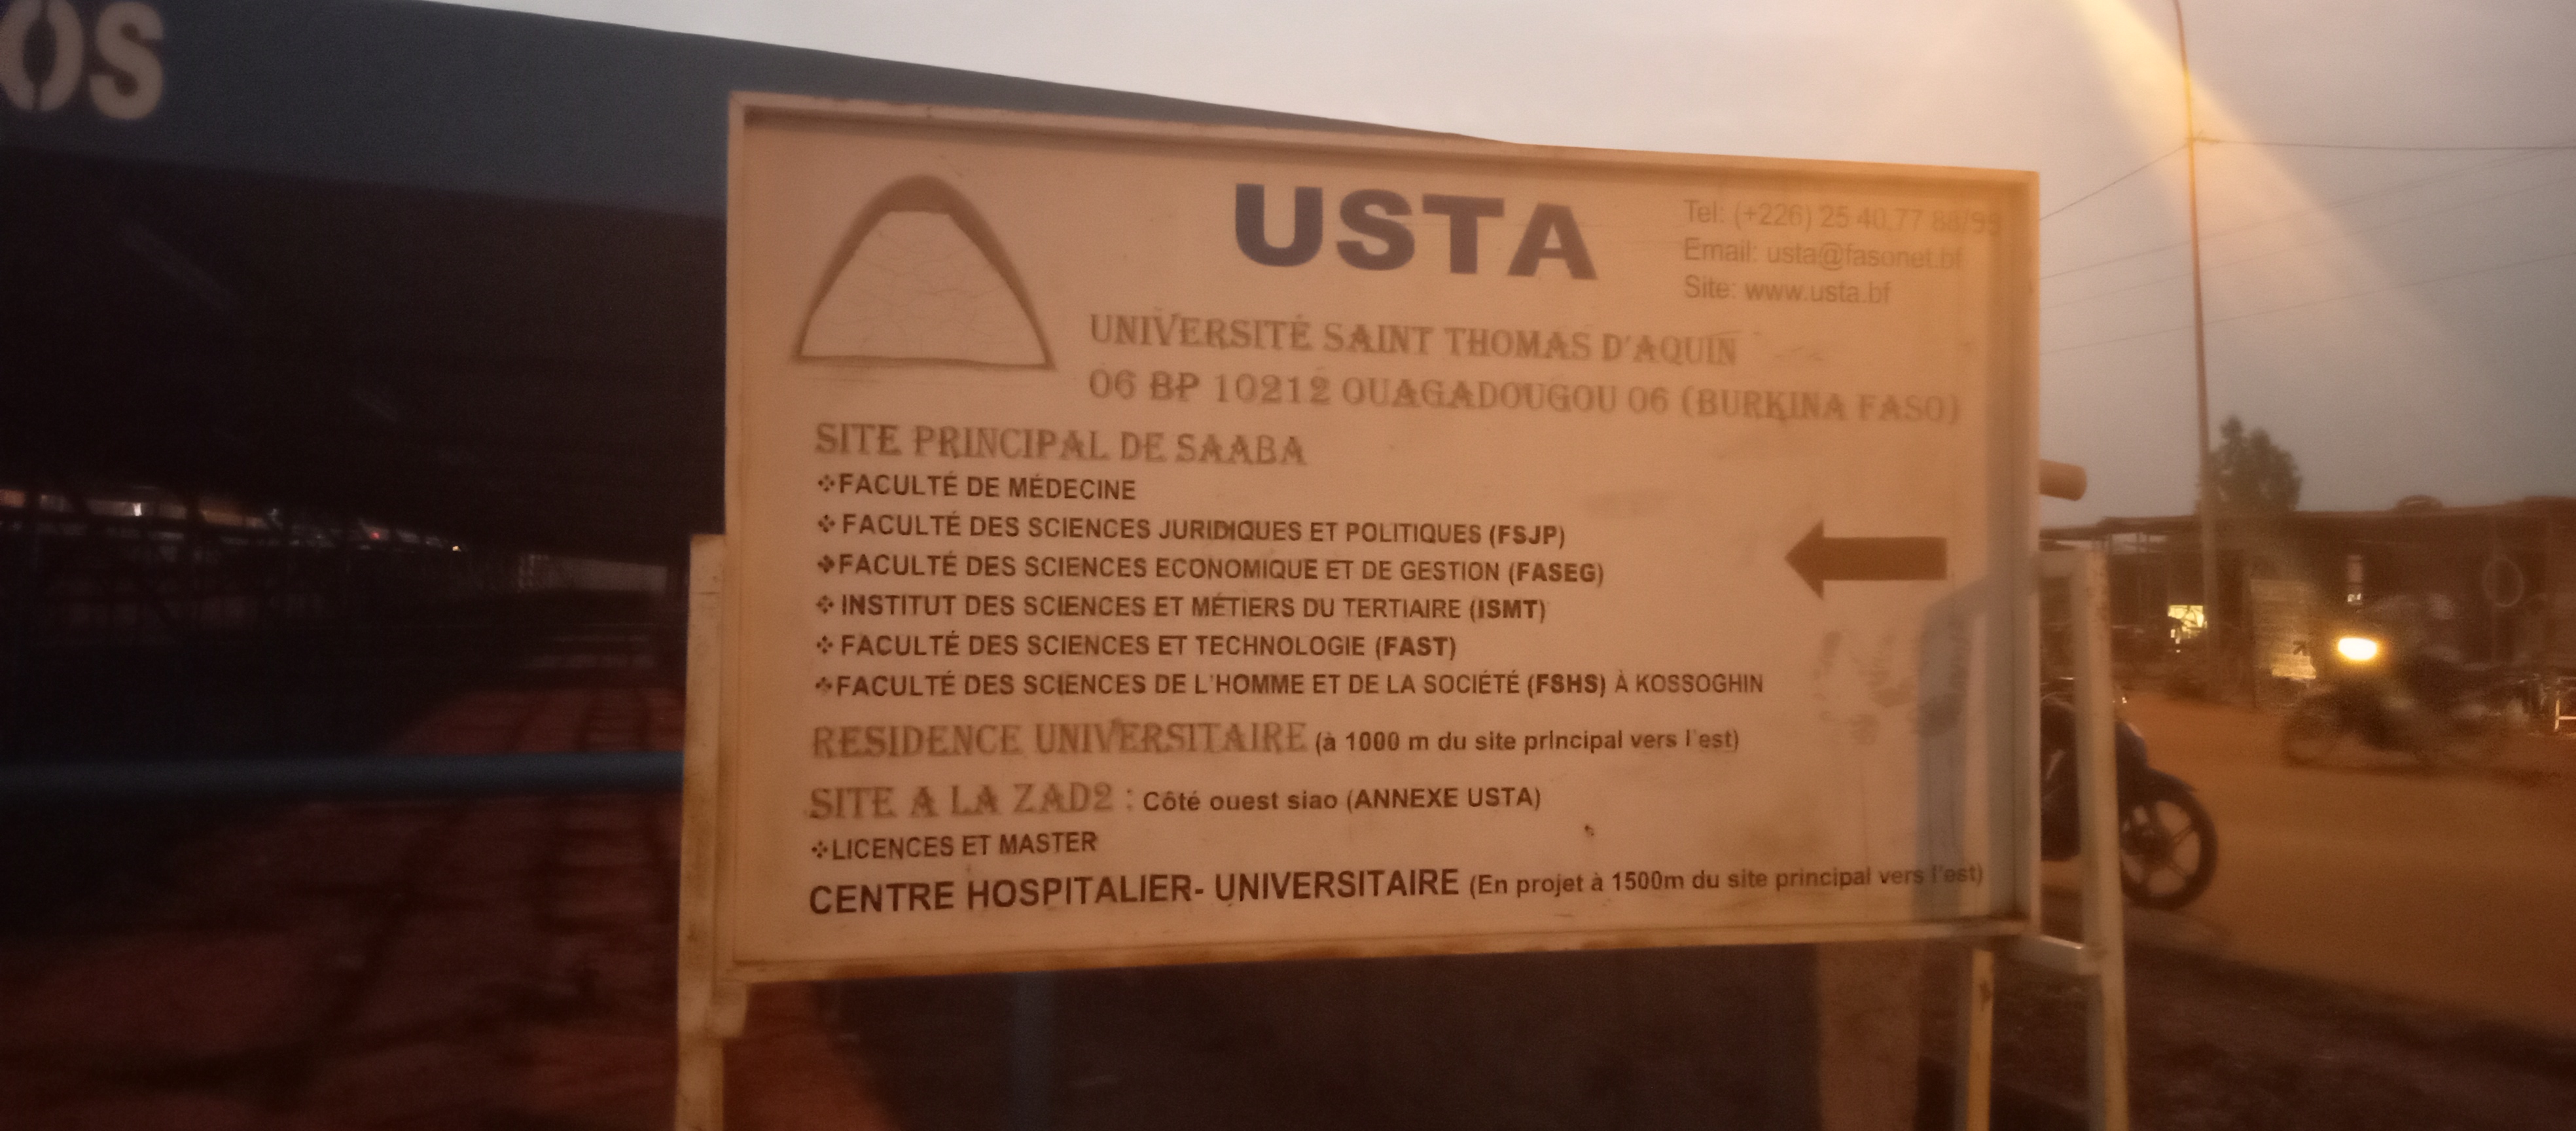 OS
USTA
Tel: (+226) 25 40 77 88/98
Email: usta@fasonet.bf
Site: www.usta.bf
UNIVERSITÉ SAINT THOMAS D'AQUIN
06 BP 10212 OUAGADOUGOU 06 (BURKINA FASO)
SITE PRINCIPAL DE SAABA
❖FACULTÉ DE MÉDECINE
❖ FACULTÉ DES SCIENCES JURIDIQUES ET POLITIQUES (FSJP)
❖FACULTÉ DES SCIENCES ECONOMIQUE ET DE GESTION (FASEG)
❖ INSTITUT DES SCIENCES ET MÉTIERS DU TERTIAIRE (ISMT)
❖ FACULTÉ DES SCIENCES ET TECHNOLOGIE (FAST)
❖FACULTÉ DES SCIENCES DE L'HOMME ET DE LA SOCIÉTÉ (FSHS) À KOSSOGHIN
RESIDENCE UNIVERSITAIRE (à 1000 m du site principal vers l'est)
SITE A LA ZAD2 : Côté ouest siao (ANNEXE USTA)
❖LICENCES ET MASTER
CENTRE HOSPITALIER- UNIVERSITAIRE (En projet à 1500m du site principal vers l'est)